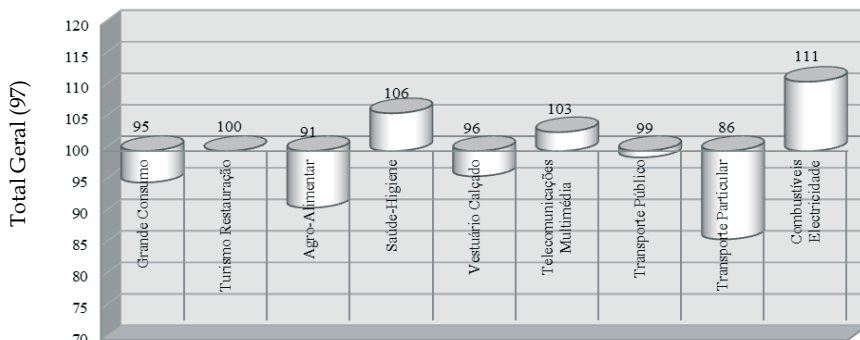 Total Geral (97)
120
115
110
105
100
95
90
85
80
75
70
95
100
91
106
96
103
99
86
111
Grande Consumo
Turismo Restauração
Agro-Alimentar
Saúde-Higiene
Vestuário Calçado
Telecomunicações
Multimédia
Transporte Público
Transporte Particular
Combustíveis
Electricidade